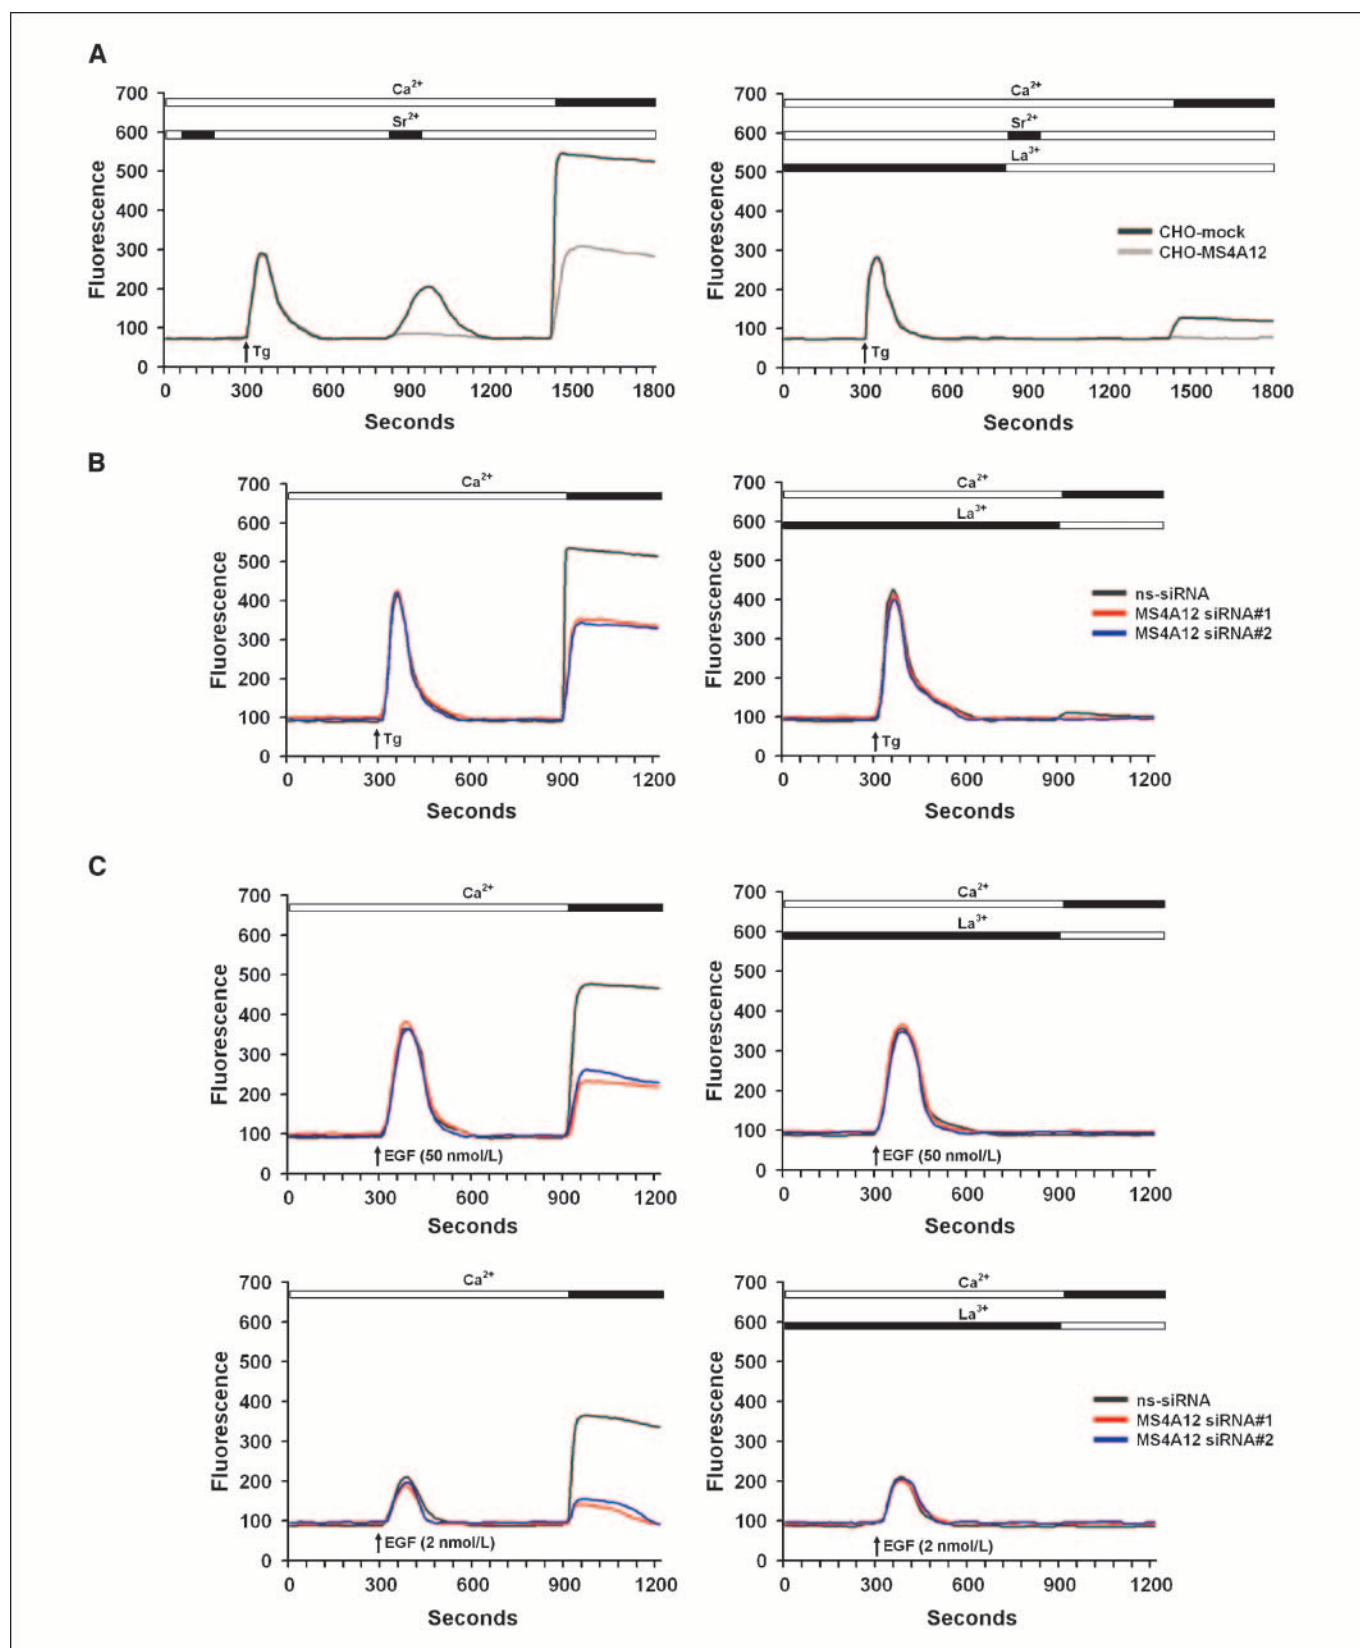 A
Ca2+
Sr2+
700
600
500
400
300
200
100
0
Fluorescence
Tg
0 300 600 900 1200 1500 1800
Seconds
Ca2+
Sr2+
La3+
700
600
500
400
300
200
100
0
Fluorescence
CHO-mock
CHO-MS4A12
Tg
0 300 600 900 1200 1500 1800
Seconds
B
Ca2+
700
600
500
400
300
200
100
0
Fluorescence
Tg
0 300 600 900 1200
Seconds
Ca2+
La3+
700
600
500
400
300
200
100
0
Fluorescence
ns-siRNA
MS4A12 siRNA#1
MS4A12 siRNA#2
Tg
0 300 600 900 1200
Seconds
C
Ca2+
700
600
500
400
300
200
100
0
Fluorescence
EGF (50 nmol/L)
0 300 600 900 1200
Seconds
Ca2+
La3+
700
600
500
400
300
200
100
0
Fluorescence
EGF (50 nmol/L)
0 300 600 900 1200
Seconds
Ca2+
700
600
500
400
300
200
100
0
Fluorescence
EGF (2 nmol/L)
0 300 600 900 1200
Seconds
Ca2+
La3+
700
600
500
400
300
200
100
0
Fluorescence
ns-siRNA
MS4A12 siRNA#1
MS4A12 siRNA#2
EGF (2 nmol/L)
0 300 600 900 1200
Seconds